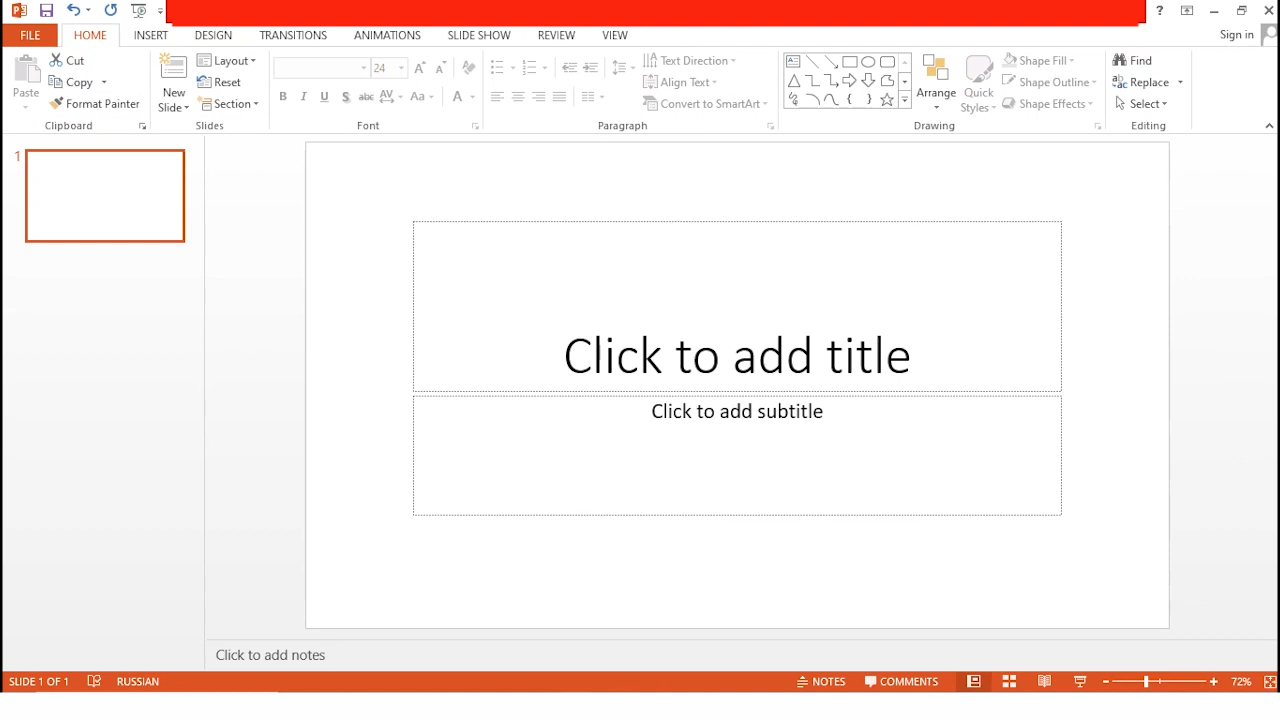 ?
FILE HOME INSERT DESIGN TRANSITIONS ANIMATIONS SLIDE SHOW REVIEW VIEW Sign in
Paste Cut Copy Format Painter Clipboard
New Slide Layout Reset Section Slides
24 B I U S abc AV Aa A Font
Text Direction Align Text Convert to SmartArt Paragraph
Arrange Quick Styles Shape Fill Shape Outline Shape Effects Drawing
Find Replace Select Editing
1
Click to add title
Click to add subtitle
Click to add notes
SLIDE 1 OF 1 RUSSIAN NOTES COMMENTS 72%